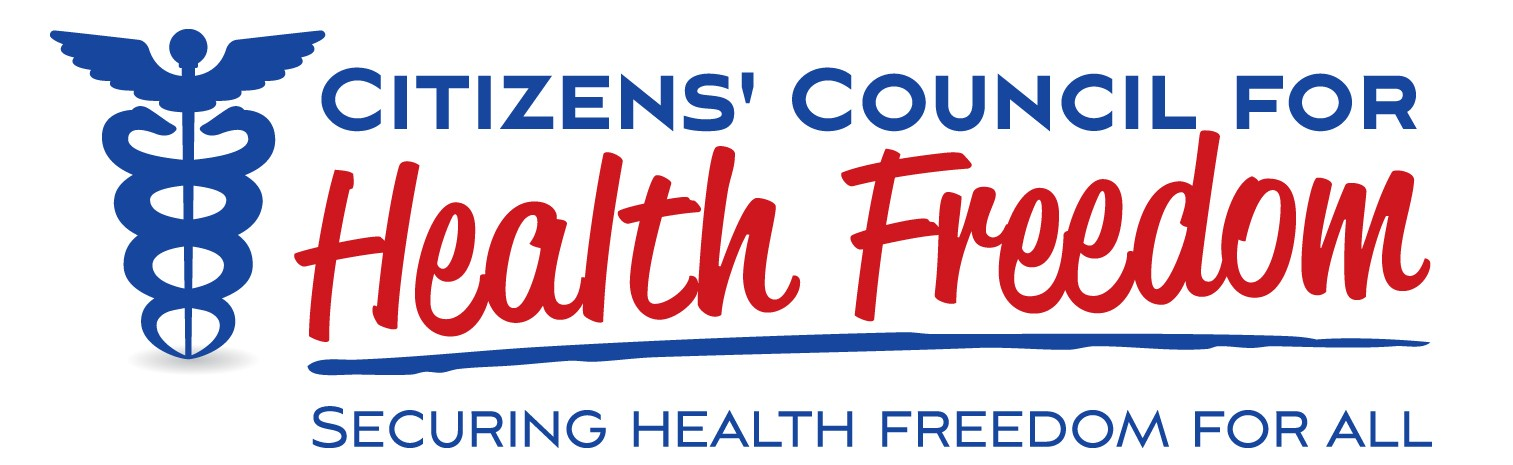 Citizens' Council for
Health Freedom
Securing health freedom for all